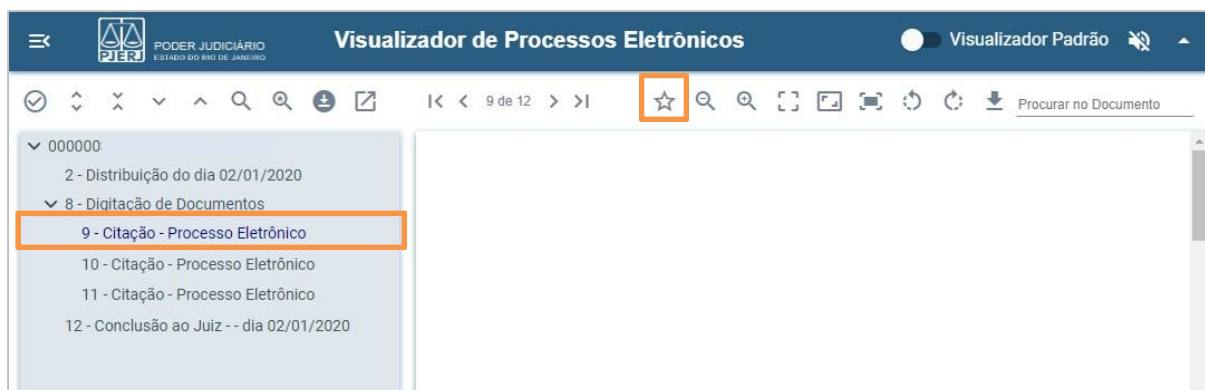 PJERJ
PODER JUDICIÁRIO
ESTADO DO RIO DE JANEIRO
Visualizador de Processos Eletrônicos
Visualizador Padrão
9 de 12
Procurar no Documento
000000
2 - Distribuição do dia 02/01/2020
8 - Digitação de Documentos
9 - Citação - Processo Eletrônico
10 - Citação - Processo Eletrônico
11 - Citação - Processo Eletrônico
12 - Conclusão ao Juiz - - dia 02/01/2020